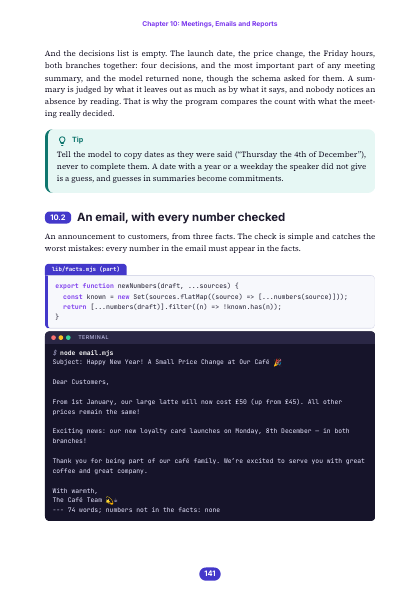 Chapter 10: Meetings, Emails and Reports
And the decisions list is empty. The launch date, the price change, the Friday hours,
both branches together: four decisions, and the most important part of any meeting
summary, and the model returned none, though the schema asked for them. A sum-
mary is judged by what it leaves out as much as by what it says, and nobody notices an
absence by reading. That is why the program compares the count with what the meet-
ing really decided.
Tip
Tell the model to copy dates as they were said (“Thursday the 4th of December”),
never to complete them. A date with a year or a weekday the speaker did not give
is a guess, and guesses in summaries become commitments.
10.2 An email, with every number checked
An announcement to customers, from three facts. The check is simple and catches the
worst mistakes: every number in the email must appear in the facts.
lib/facts.mjs (part)
export function newNumbers(draft, ...sources) {
  const known = new Set(sources.flatMap((source) => [...numbers(source)]));
  return [...numbers(draft)].filter((n) => !known.has(n));
}
TERMINAL
$ node email.mjs
Subject: Happy New Year! A Small Price Change at Our Café 🎉
Dear Customers,
From 1st January, our large latte will now cost £50 (up from £45). All other
prices remain the same!
Exciting news: our new loyalty card launches on Monday, 8th December — in both
branches!
Thank you for being part of our café family. We’re excited to serve you with great
coffee and great company.
With warmth,
The Café Team 💫☕
--- 74 words; numbers not in the facts: none
141